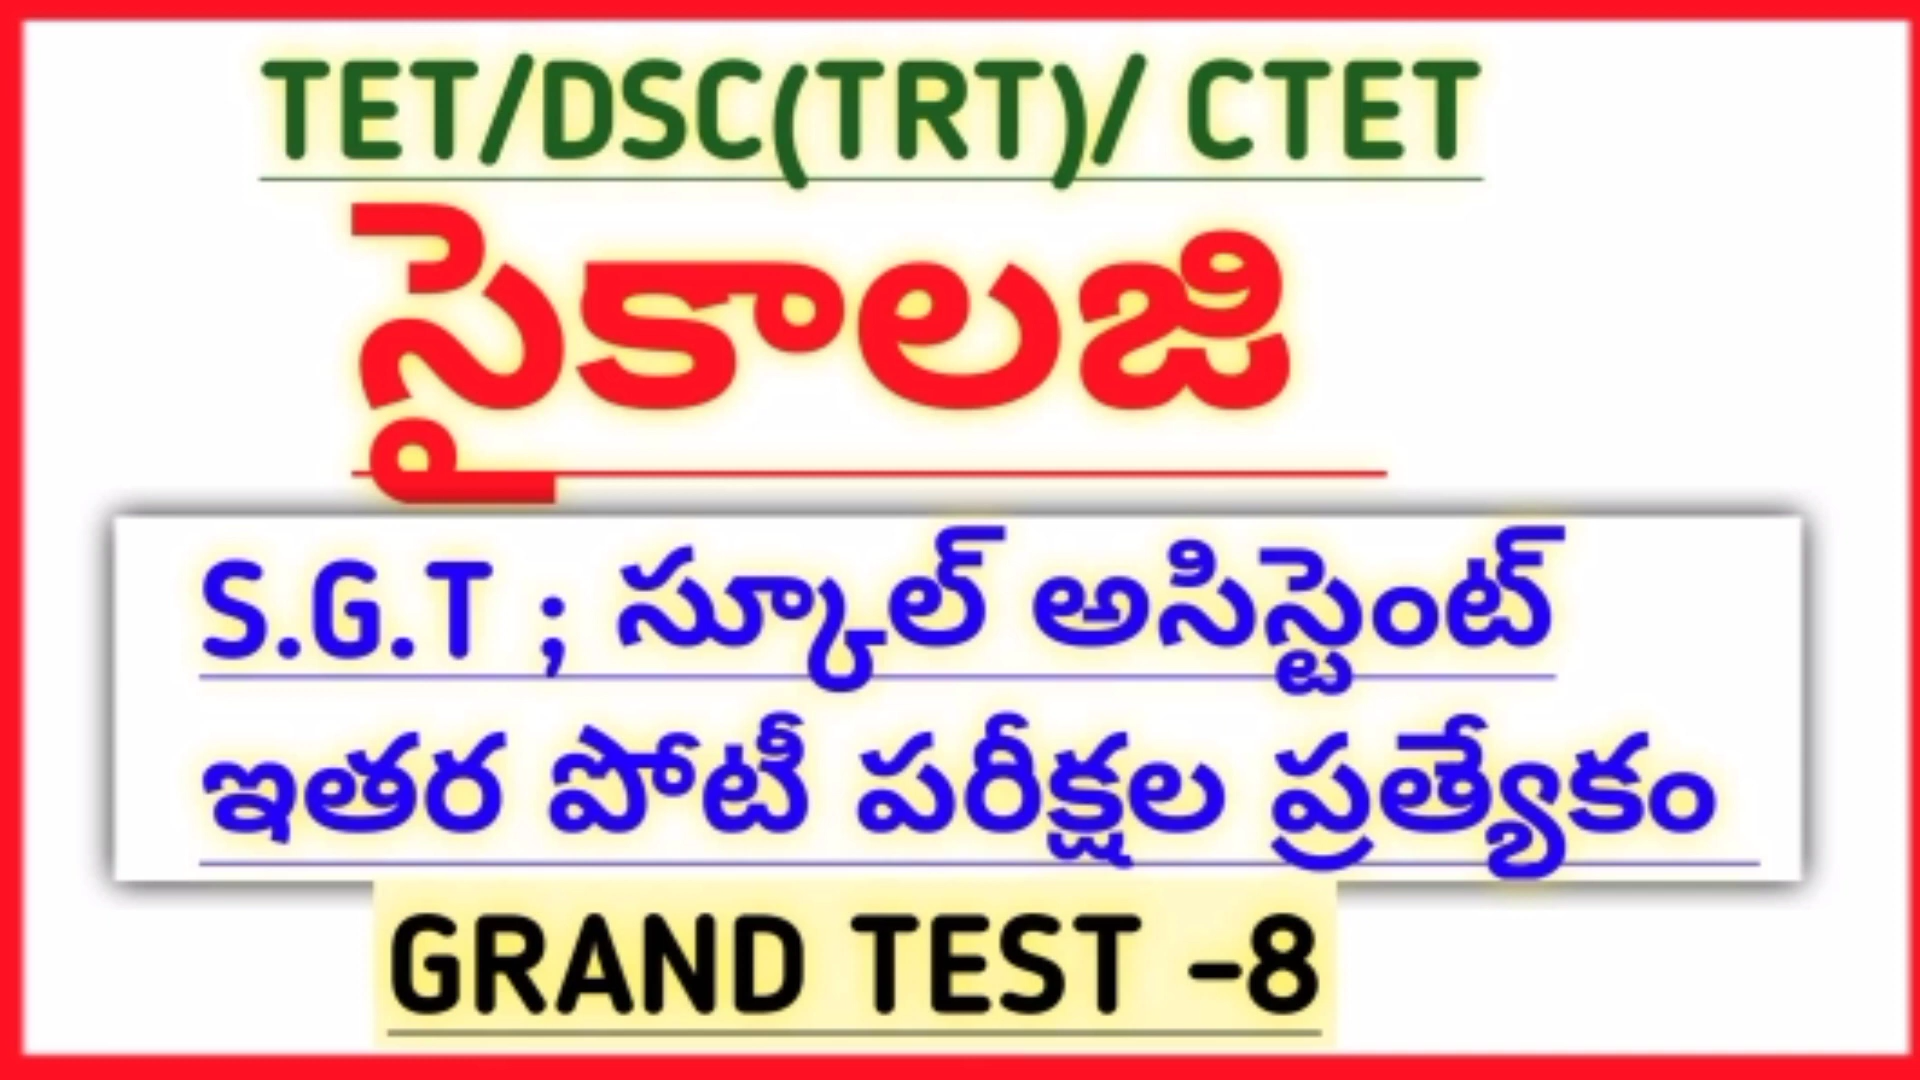 TET/DSC(TRT)/ CTET
సైకాలజి
S.G.T ; స్కూల్ అసిస్టెంట్
ఇతర పోటీ పరీక్షల ప్రత్యేకం
GRAND TEST -8